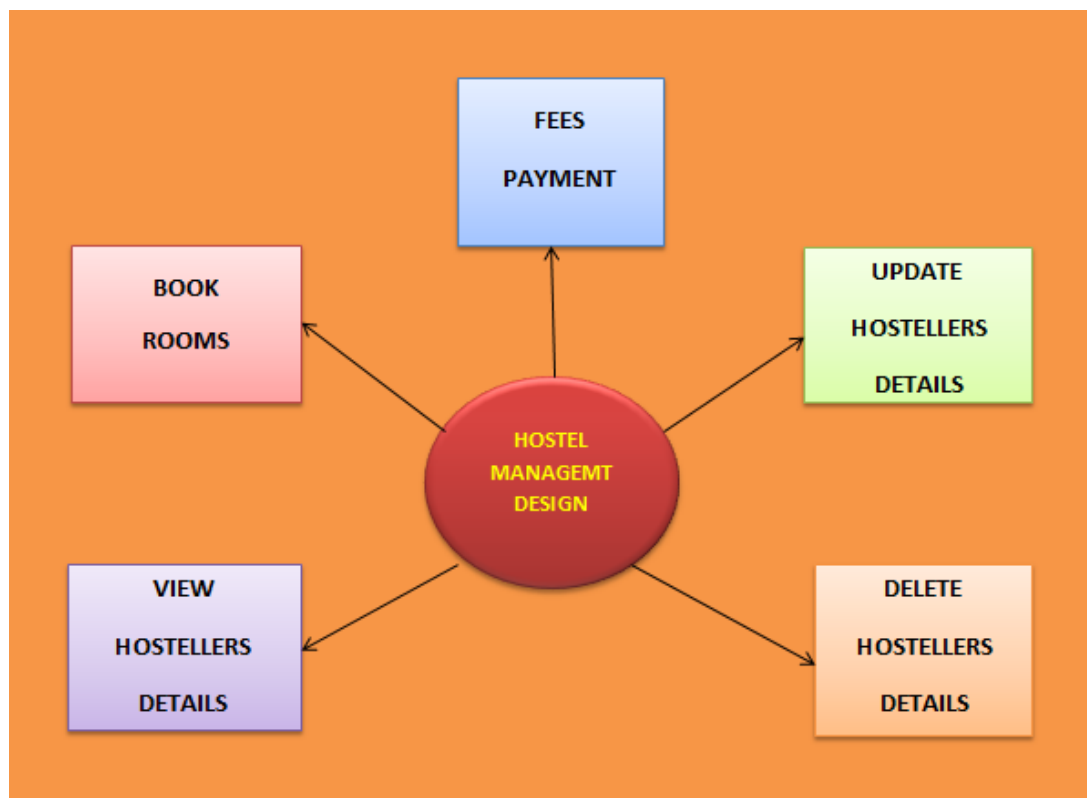 FEES
PAYMENT
BOOK
ROOMS
UPDATE
HOSTELLERS
DETAILS
HOSTEL
MANAGEMT
DESIGN
VIEW
HOSTELLERS
DETAILS
DELETE
HOSTELLERS
DETAILS